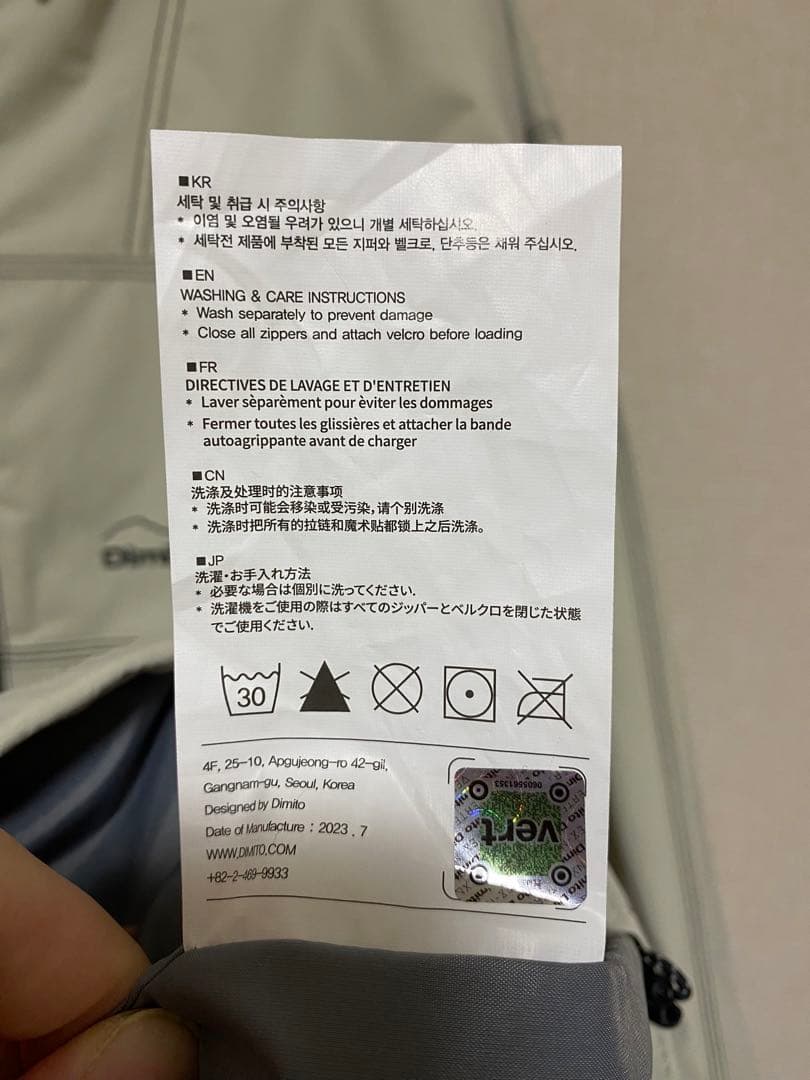 ■KR
세탁 및 취급 시 주의사항
* 이염 및 오염될 우려가 있으니 개별 세탁하십시오.
* 세탁전 제품에 부착된 모든 지퍼와 벨크로, 단추등은 채워 주십시오.
■EN
WASHING & CARE INSTRUCTIONS
* Wash separately to prevent damage
* Close all zippers and attach velcro before loading
■FR
DIRECTIVES DE LAVAGE ET D'ENTRETIEN
* Laver sèparèment pour èviter les dommages
* Fermer toutes les glissières et attacher la bande
autoagrippante avant de charger
■CN
洗涤及处理时的注意事项
* 洗涤时可能会移染或受污染,请个别洗涤
* 洗涤时把所有的拉链和魔术贴都锁上之后洗涤。
■JP
洗濯・お手入れ方法
* 必要な場合は個別に洗ってください.
* 洗濯機をご使用の際はすべてのジッパーとベルクロを閉じた状態
でご使用ください.
30
4F, 25-10, Apgujeong-ro 42-gil,
Gangnam-gu, Seoul, Korea
Designed by Dimito
Date of Manufacture : 2023. 7
WWW.DIMITO.COM
+82-2-469-9933
0605561353
vert
Dimito